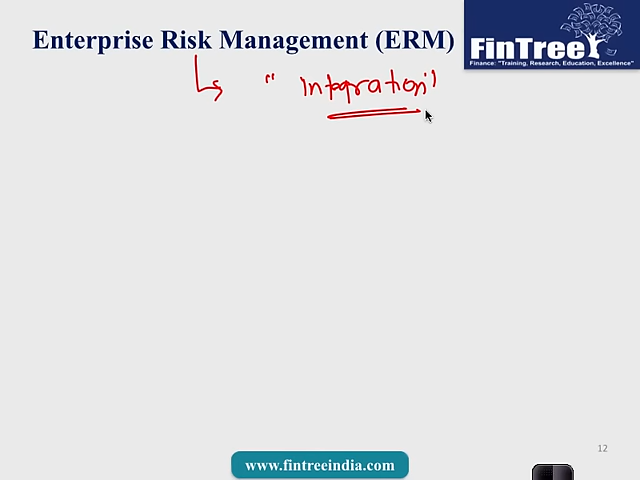 Enterprise Risk Management (ERM)
FinTree
Finance: "Training, Research, Education, Excellence"
"integration"
12
www.fintreeindia.com